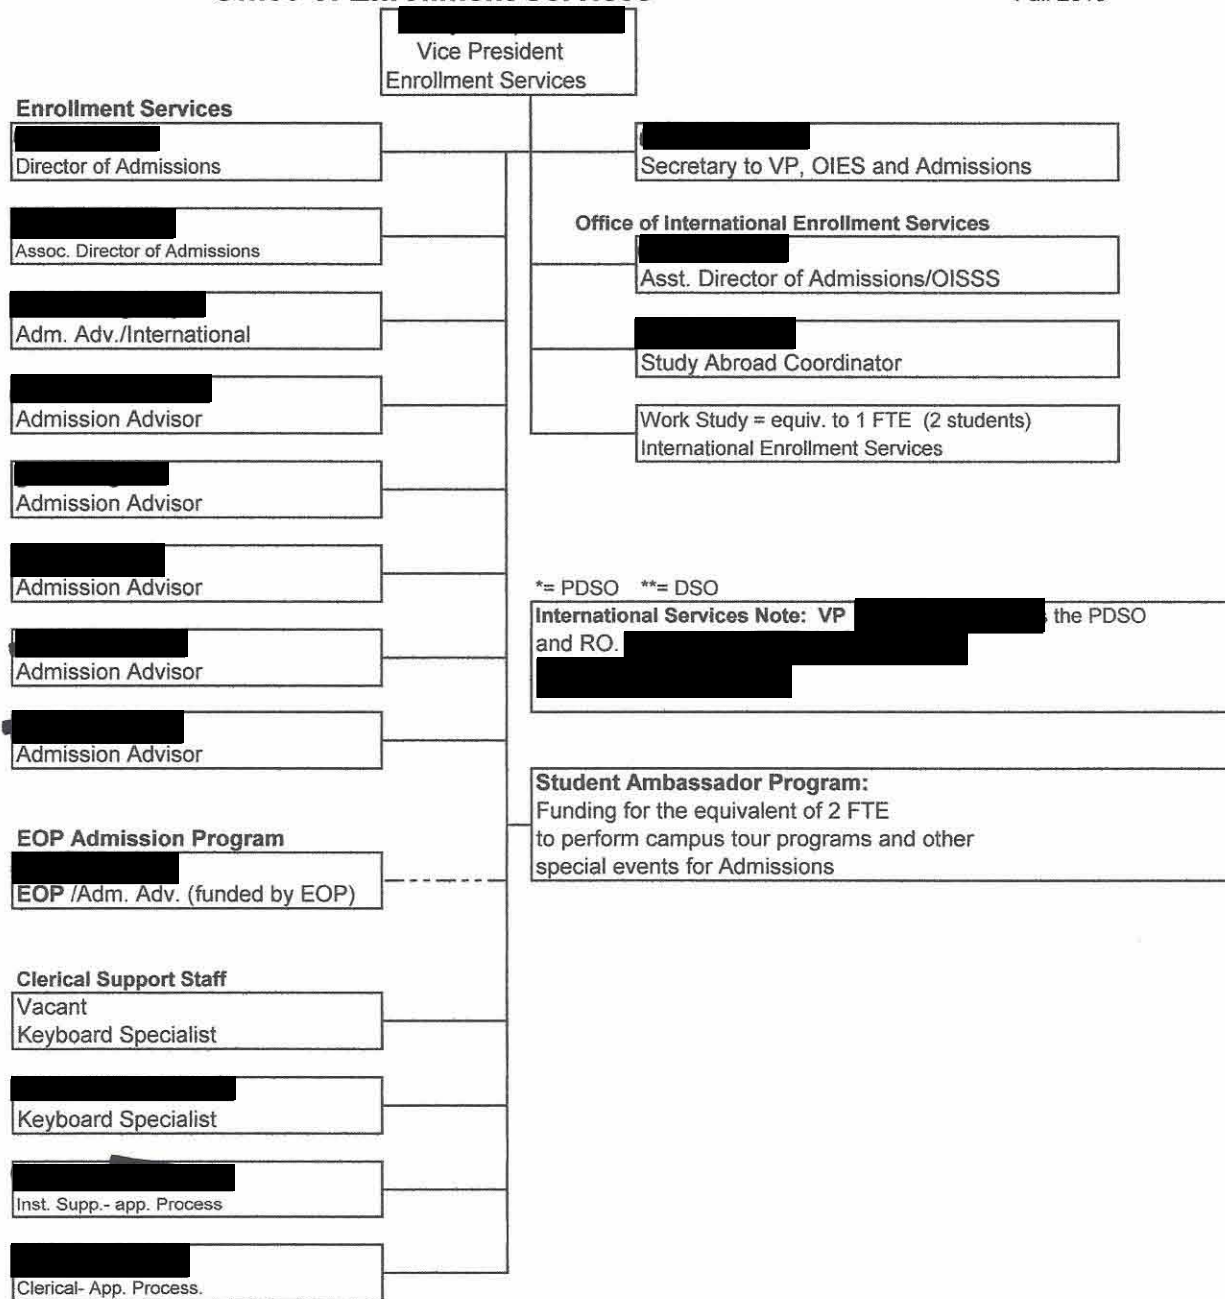 Vice President
Enrollment Services
Enrollment Services
Director of Admissions
Secretary to VP, OIES and Admissions
Assoc. Director of Admissions
Office of International Enrollment Services
Asst. Director of Admissions/OISSS
Adm. Adv./International
Study Abroad Coordinator
Admission Advisor
Work Study = equiv. to 1 FTE (2 students)
International Enrollment Services
Admission Advisor
Admission Advisor
*= PDSO **= DSO
International Services Note: VP the PDSO
and RO.
Admission Advisor
Admission Advisor
Student Ambassador Program:
Funding for the equivalent of 2 FTE
to perform campus tour programs and other
special events for Admissions
EOP Admission Program
EOP /Adm. Adv. (funded by EOP)
Clerical Support Staff
Vacant
Keyboard Specialist
Keyboard Specialist
Inst. Supp.- app. Process
Clerical- App. Process.